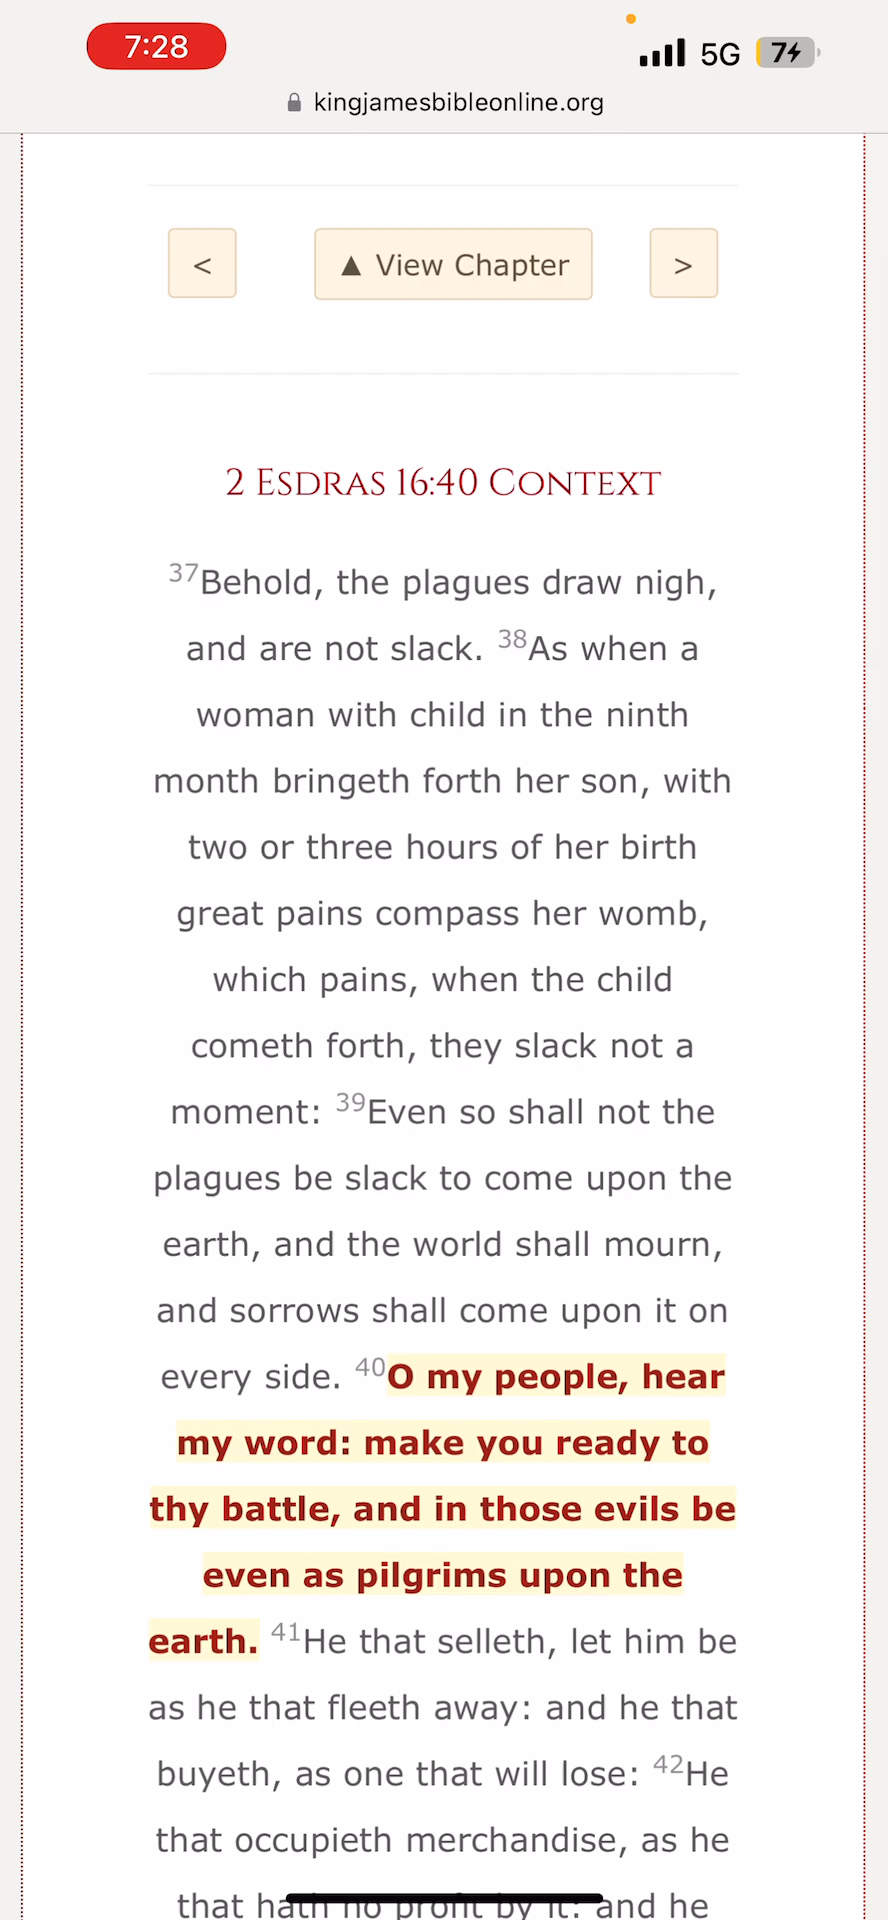 7:28
5G
7
kingjamesbibleonline.org
<
▲ View Chapter
>
2 Esdras 16:40 Context
37Behold, the plagues draw nigh,
and are not slack. 38As when a
woman with child in the ninth
month bringeth forth her son, with
two or three hours of her birth
great pains compass her womb,
which pains, when the child
cometh forth, they slack not a
moment: 39Even so shall not the
plagues be slack to come upon the
earth, and the world shall mourn,
and sorrows shall come upon it on
every side. 40O my people, hear
my word: make you ready to
thy battle, and in those evils be
even as pilgrims upon the
earth. 41He that selleth, let him be
as he that fleeth away: and he that
buyeth, as one that will lose: 42He
that occupieth merchandise, as he
that hath no profit by it: and he